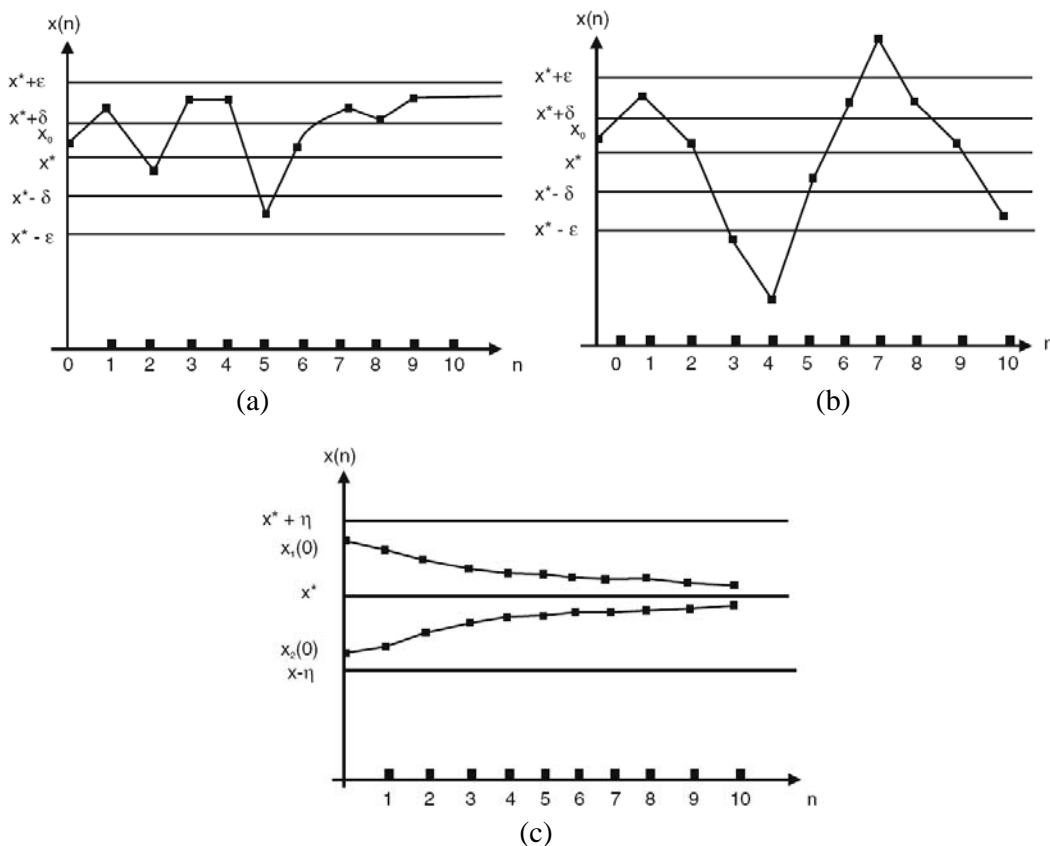 x(n)
x*+ε
x*+δ
x₀
x*
x*- δ
x* - ε
0 1 2 3 4 5 6 7 8 9 10 n
(a)
x(n)
x*+ε
x*+δ
x₀
x*
x*- δ
x* - ε
0 1 2 3 4 5 6 7 8 9 10
n
(b)
x(n)
x* + η
x₁(0)
x*
x₂(0)
x-η
1 2 3 4 5 6 7 8 9 10 n
(c)